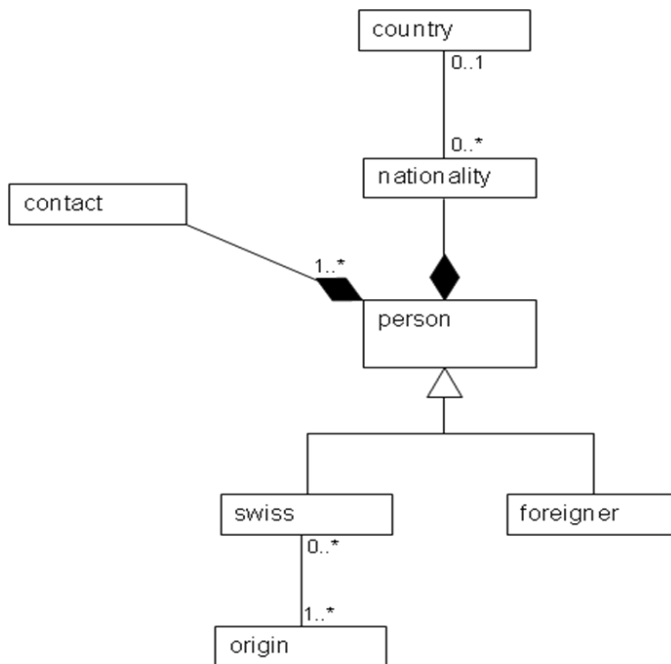 country
0..1
0..*
nationality
contact
1..*
person
swiss
foreigner
0..*
1..*
origin